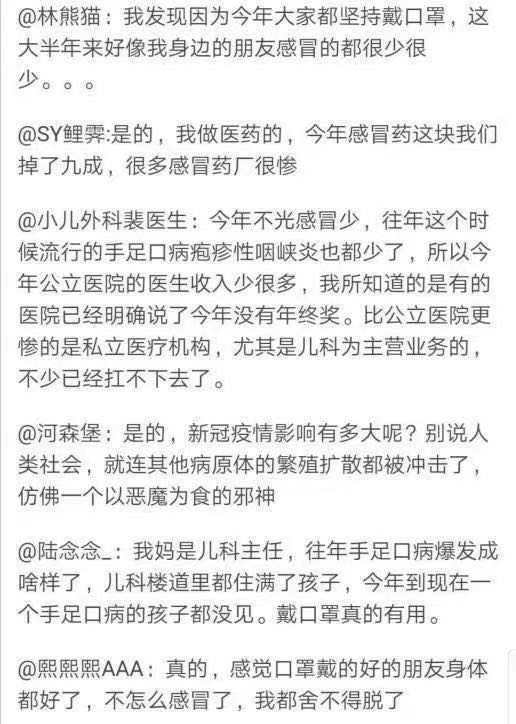 @林熊猫：我发现因为今年大家都坚持戴口罩，这
大半年来好像我身边的朋友感冒的都很少很
少。。。
@SY鲤霁:是的，我做医药的，今年感冒药这块我们
掉了九成，很多感冒药厂很惨
@小儿外科裴医生：今年不光感冒少，往年这个时
候流行的手足口病疱疹性咽峡炎也都少了，所以今
年公立医院的医生收入少很多，我所知道的是有的
医院已经明确说了今年没有年终奖。比公立医院更
惨的是私立医疗机构，尤其是儿科为主营业务的，
不少已经扛不下去了。
@河森堡：是的，新冠疫情影响有多大呢？别说人
类社会，就连其他病原体的繁殖扩散都被冲击了，
仿佛一个以恶魔为食的邪神
@陆念念_：我妈是儿科主任，往年手足口病爆发成
啥样了，儿科楼道里都住满了孩子，今年到现在一
个手足口病的孩子都没见。戴口罩真的有用。
@熙熙熙AAA：真的，感觉口罩戴的好的朋友身体
都好了，不怎么感冒了，我都舍不得脱了